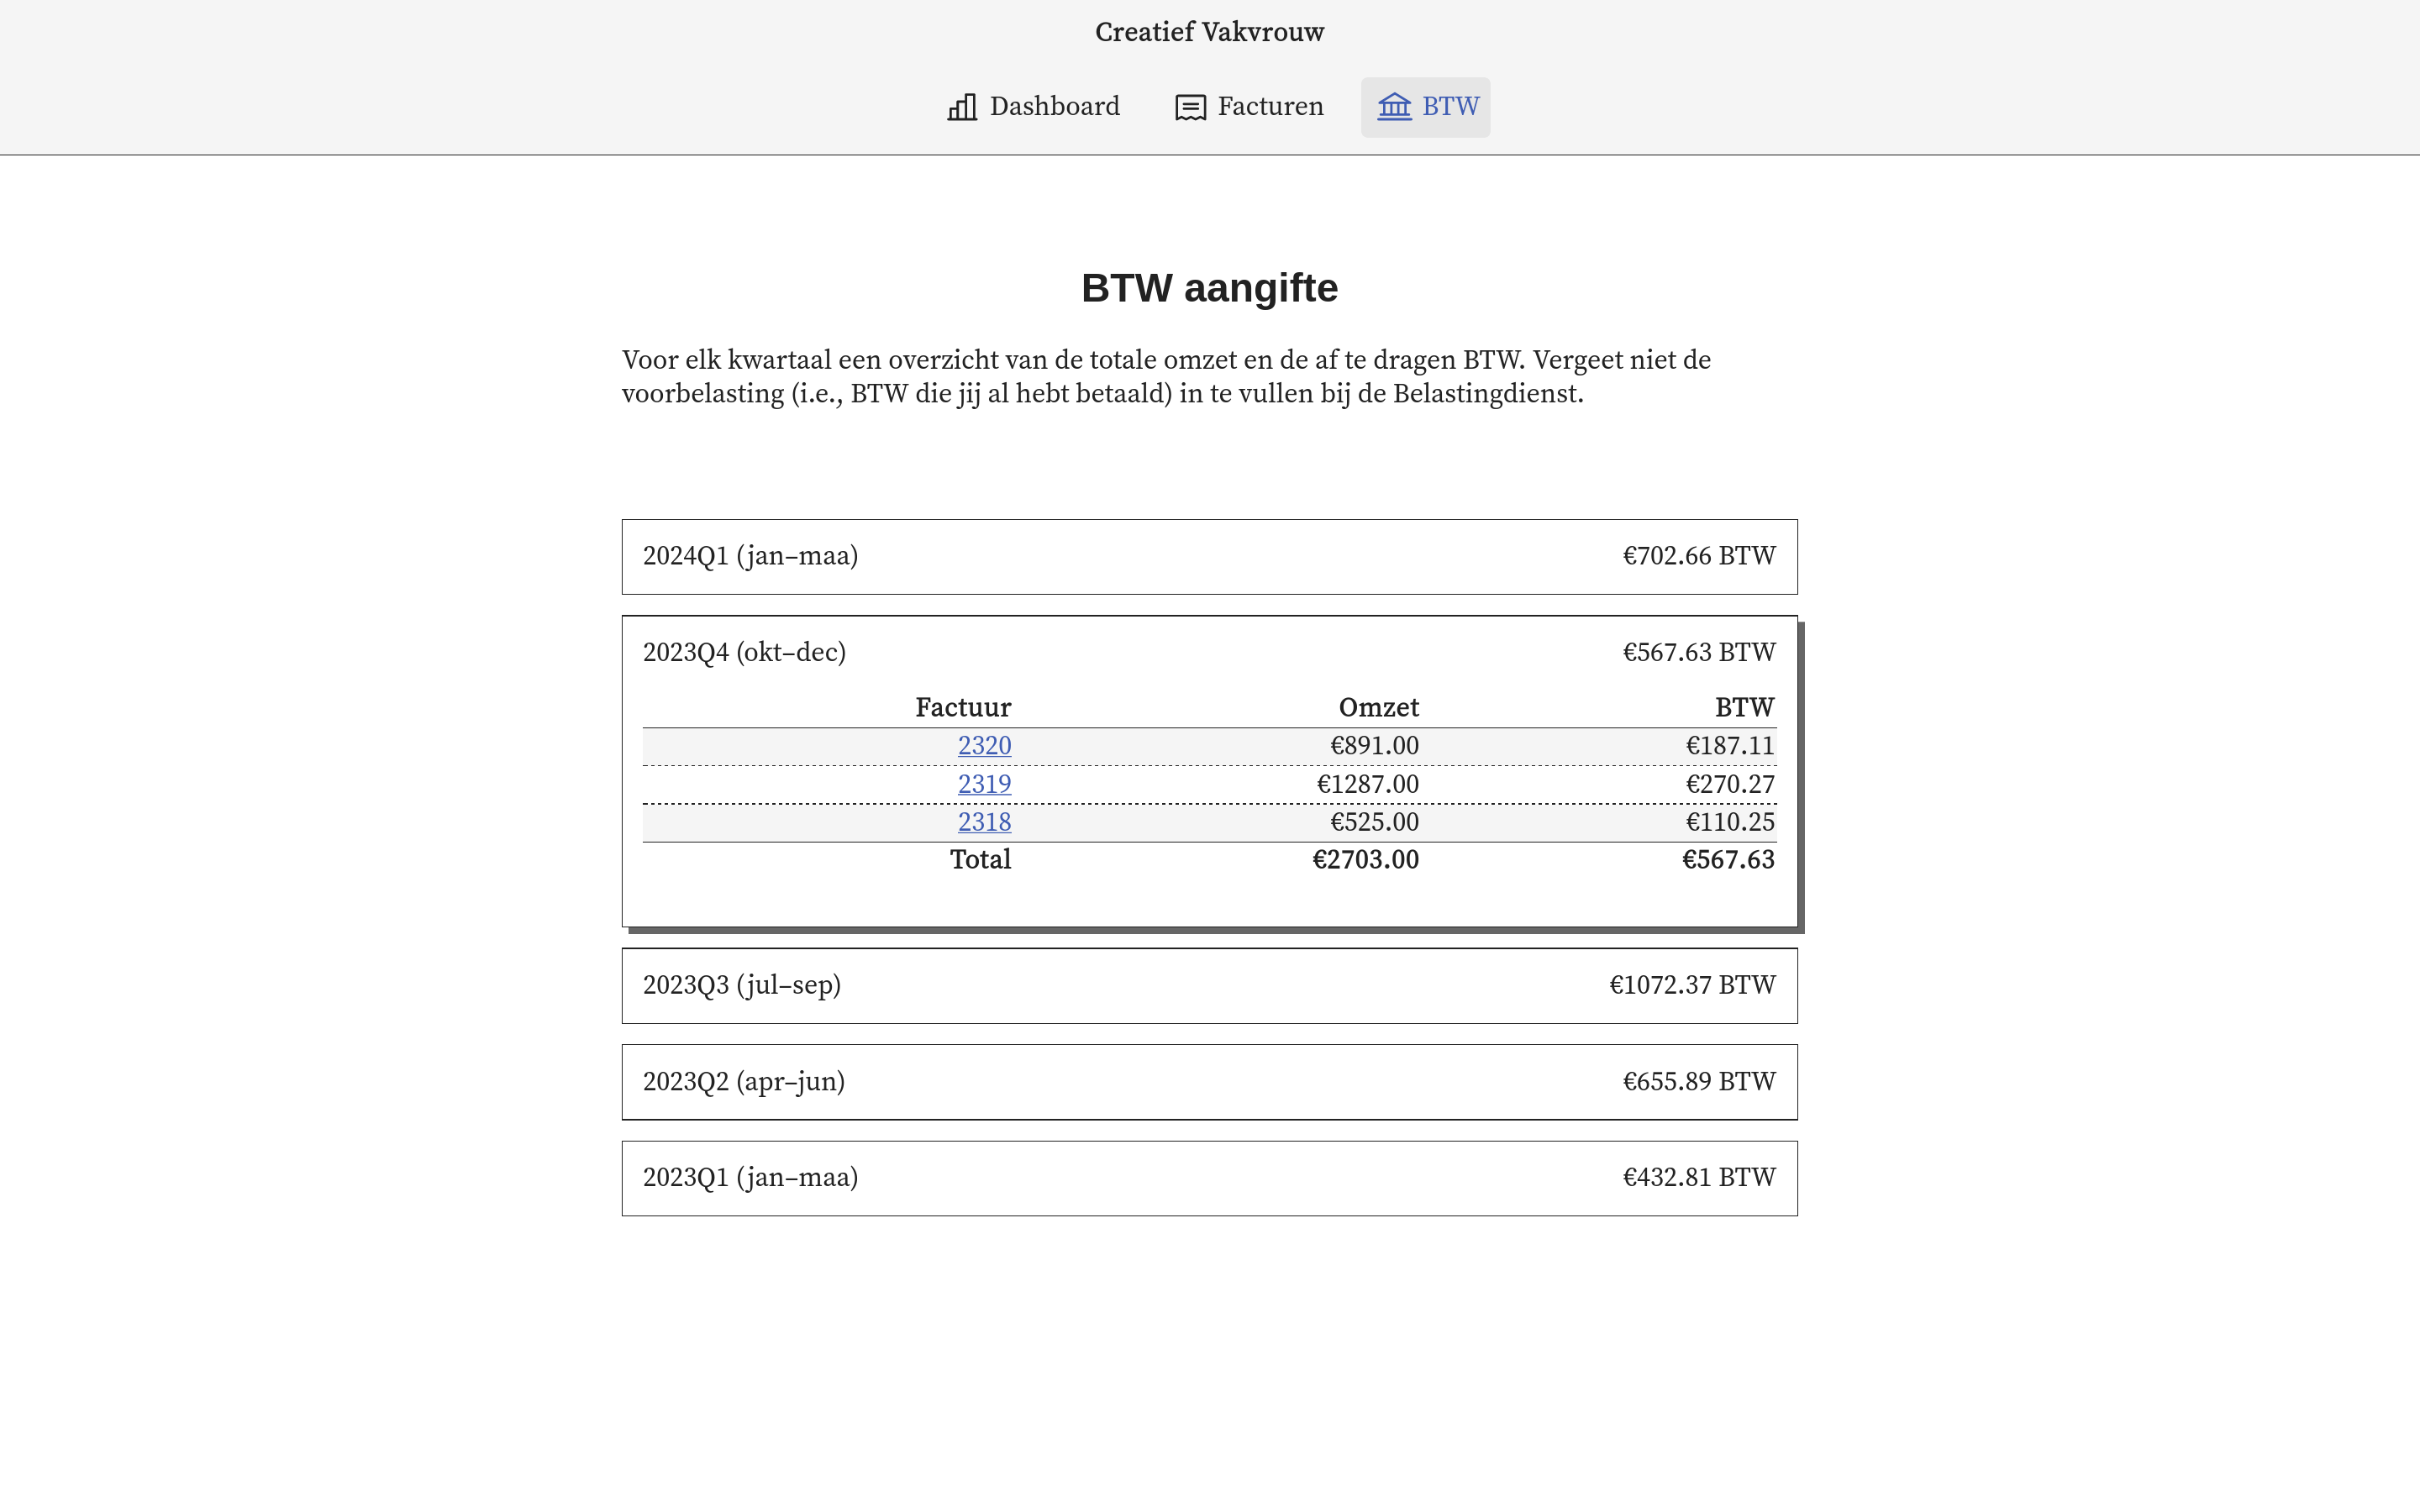 Creatief Vakvrouw
Dashboard Facturen BTW
BTW aangifte
Voor elk kwartaal een overzicht van de totale omzet en de af te dragen BTW. Vergeet niet de
voorbelasting (i.e., BTW die jij al hebt betaald) in te vullen bij de Belastingdienst.
2024Q1 (jan–maa) €702.66 BTW
2023Q4 (okt–dec) €567.63 BTW
Factuur Omzet BTW
2320 €891.00 €187.11
2319 €1287.00 €270.27
2318 €525.00 €110.25
Total €2703.00 €567.63
2023Q3 (jul–sep) €1072.37 BTW
2023Q2 (apr–jun) €655.89 BTW
2023Q1 (jan–maa) €432.81 BTW